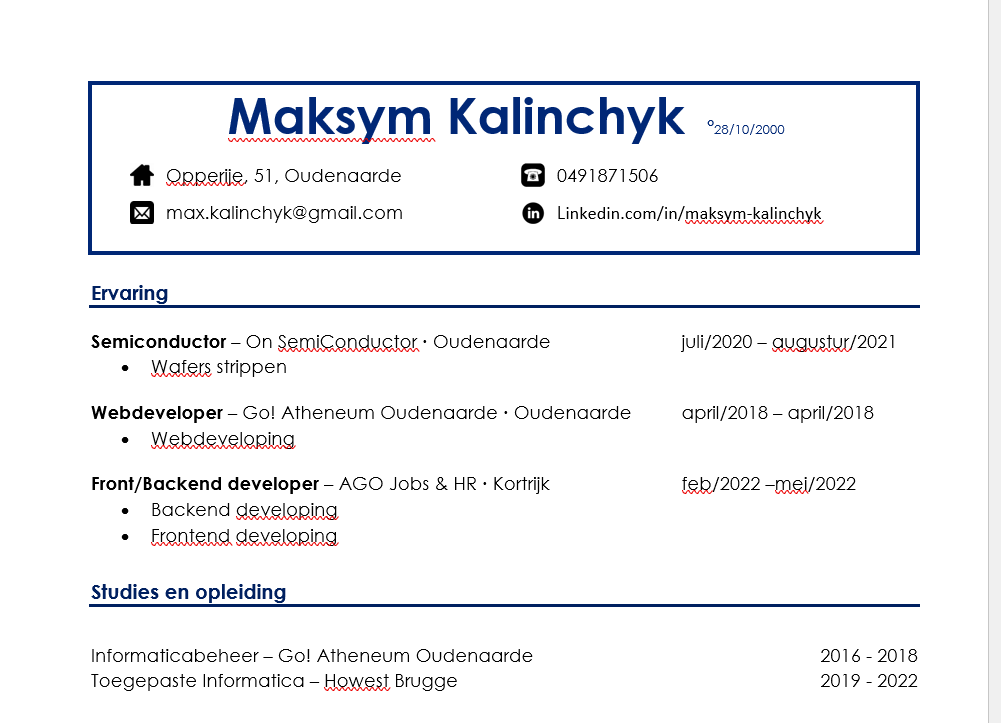 Maksym Kalinchyk °28/10/2000
Opperije, 51, Oudenaarde 0491871506
max.kalinchyk@gmail.com Linkedin.com/in/maksym-kalinchyk
Ervaring
Semiconductor – On SemiConductor · Oudenaarde juli/2020 – augustur/2021
• Wafers strippen
Webdeveloper – Go! Atheneum Oudenaarde · Oudenaarde april/2018 – april/2018
• Webdeveloping
Front/Backend developer – AGO Jobs & HR · Kortrijk feb/2022 –mei/2022
• Backend developing
• Frontend developing
Studies en opleiding
Informaticabeheer – Go! Atheneum Oudenaarde 2016 - 2018
Toegepaste Informatica – Howest Brugge 2019 - 2022